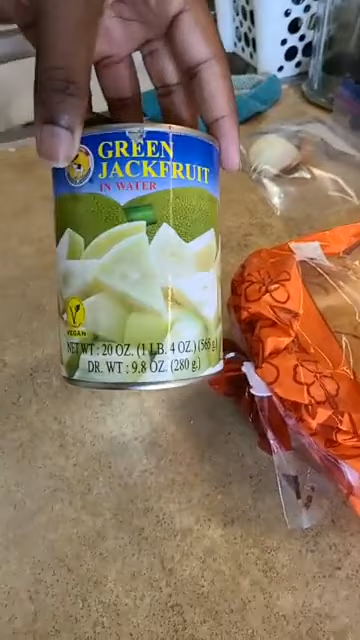 GREEN
JACKFRUIT
IN WATER
VEGAN
NET WT. 20 OZ. (1 LB. 4 OZ.) (565 g.)
DR. WT. 9.8 OZ. (280 g.)